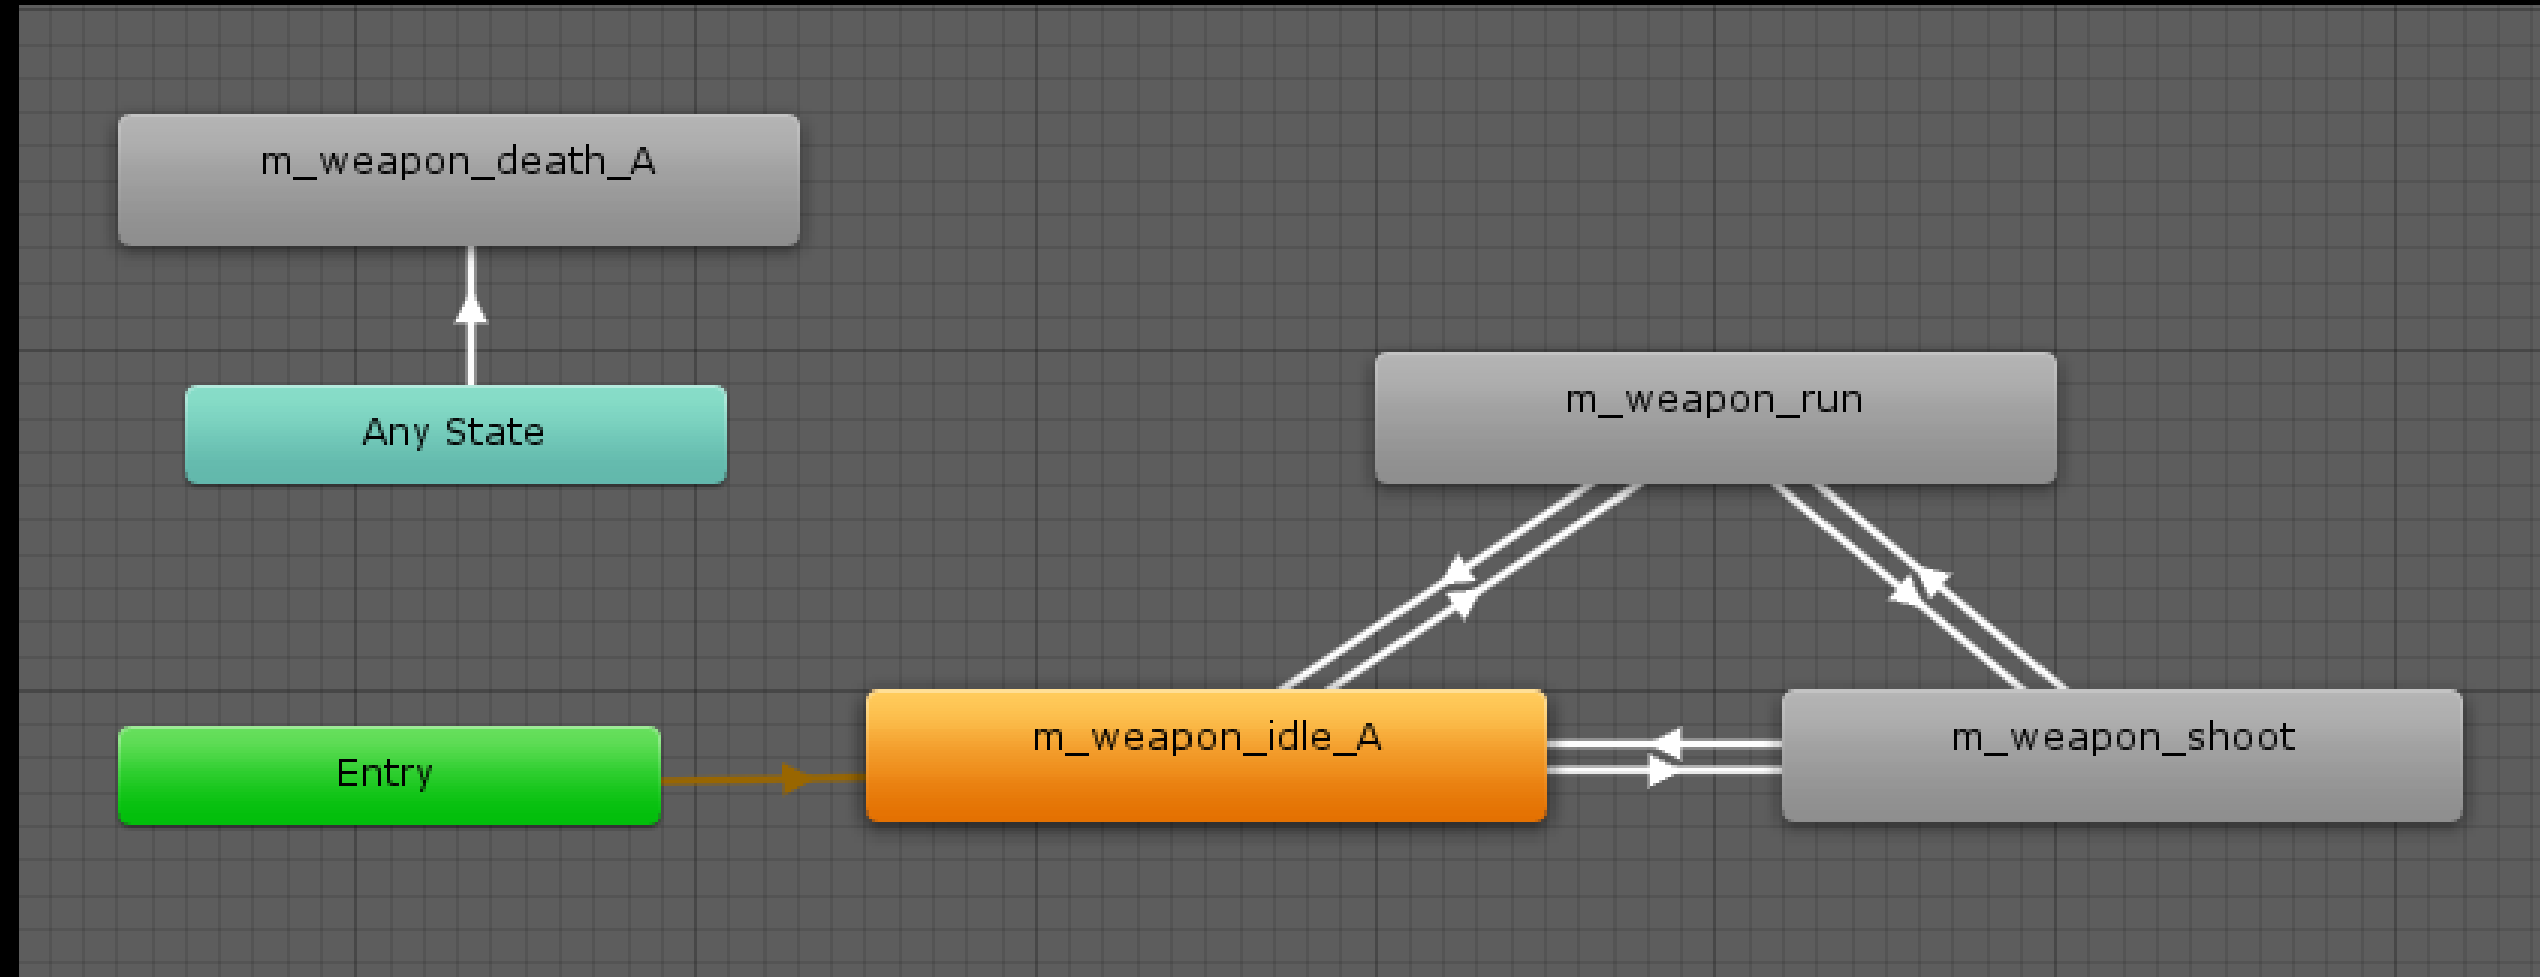 m_weapon_death_A
Any State
m_weapon_run
Entry
m_weapon_idle_A
m_weapon_shoot